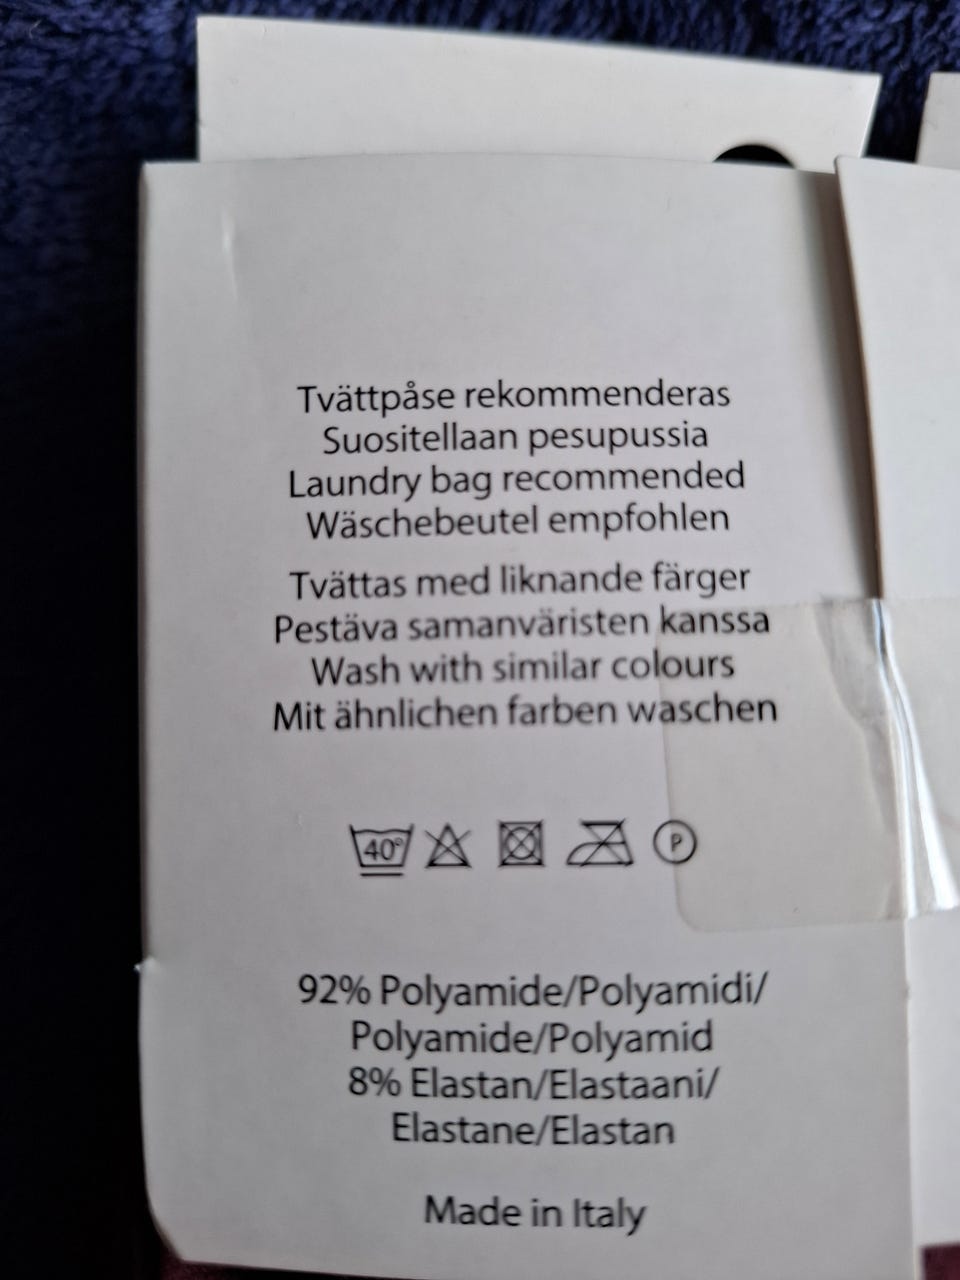 Tvättpåse rekommenderas
Suositellaan pesupussia
Laundry bag recommended
Wäschebeutel empfohlen
Tvättas med liknande färger
Pestäva samanväristen kanssa
Wash with similar colours
Mit ähnlichen farben waschen
40° P
92% Polyamide/Polyamidi/
Polyamide/Polyamid
8% Elastan/Elastaani/
Elastane/Elastan
Made in Italy